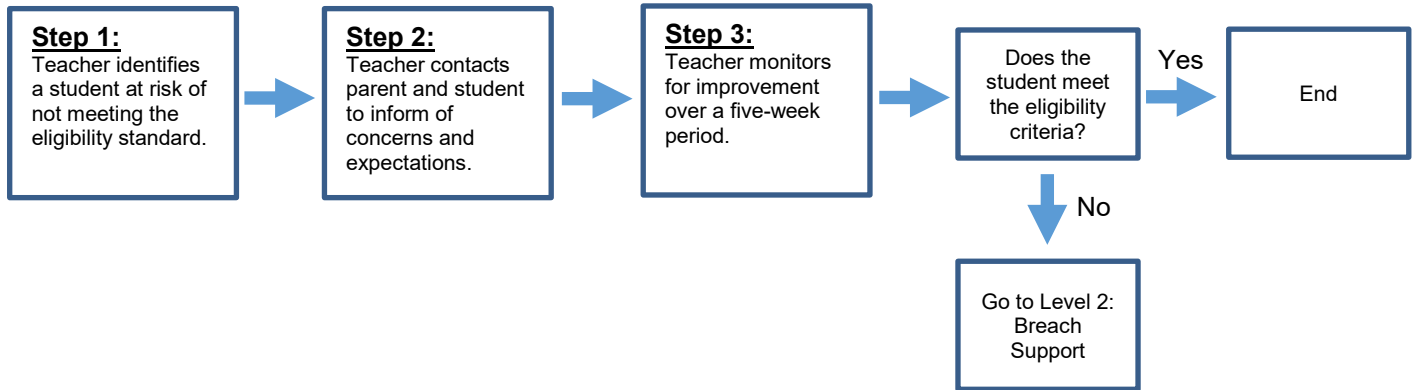 Step 1:
Teacher identifies
a student at risk of
not meeting the
eligibility standard.
Step 2:
Teacher contacts
parent and student
to inform of
concerns and
expectations.
Step 3:
Teacher monitors
for improvement
over a five-week
period.
Does the
student meet
the eligibility
criteria?
Yes
End
No
Go to Level 2:
Breach
Support